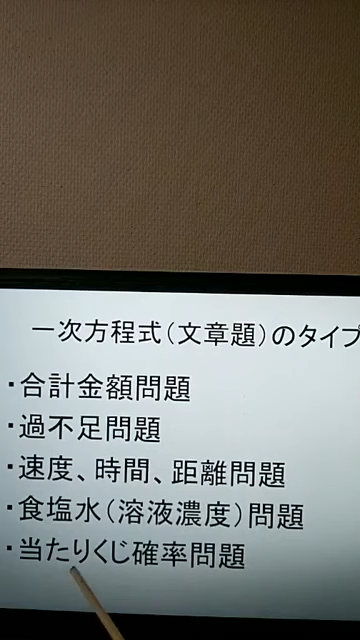 一次方程式（文章題）のタイプ
・合計金額問題
・過不足問題
・速度、時間、距離問題
・食塩水（溶液濃度）問題
・当たりくじ確率問題